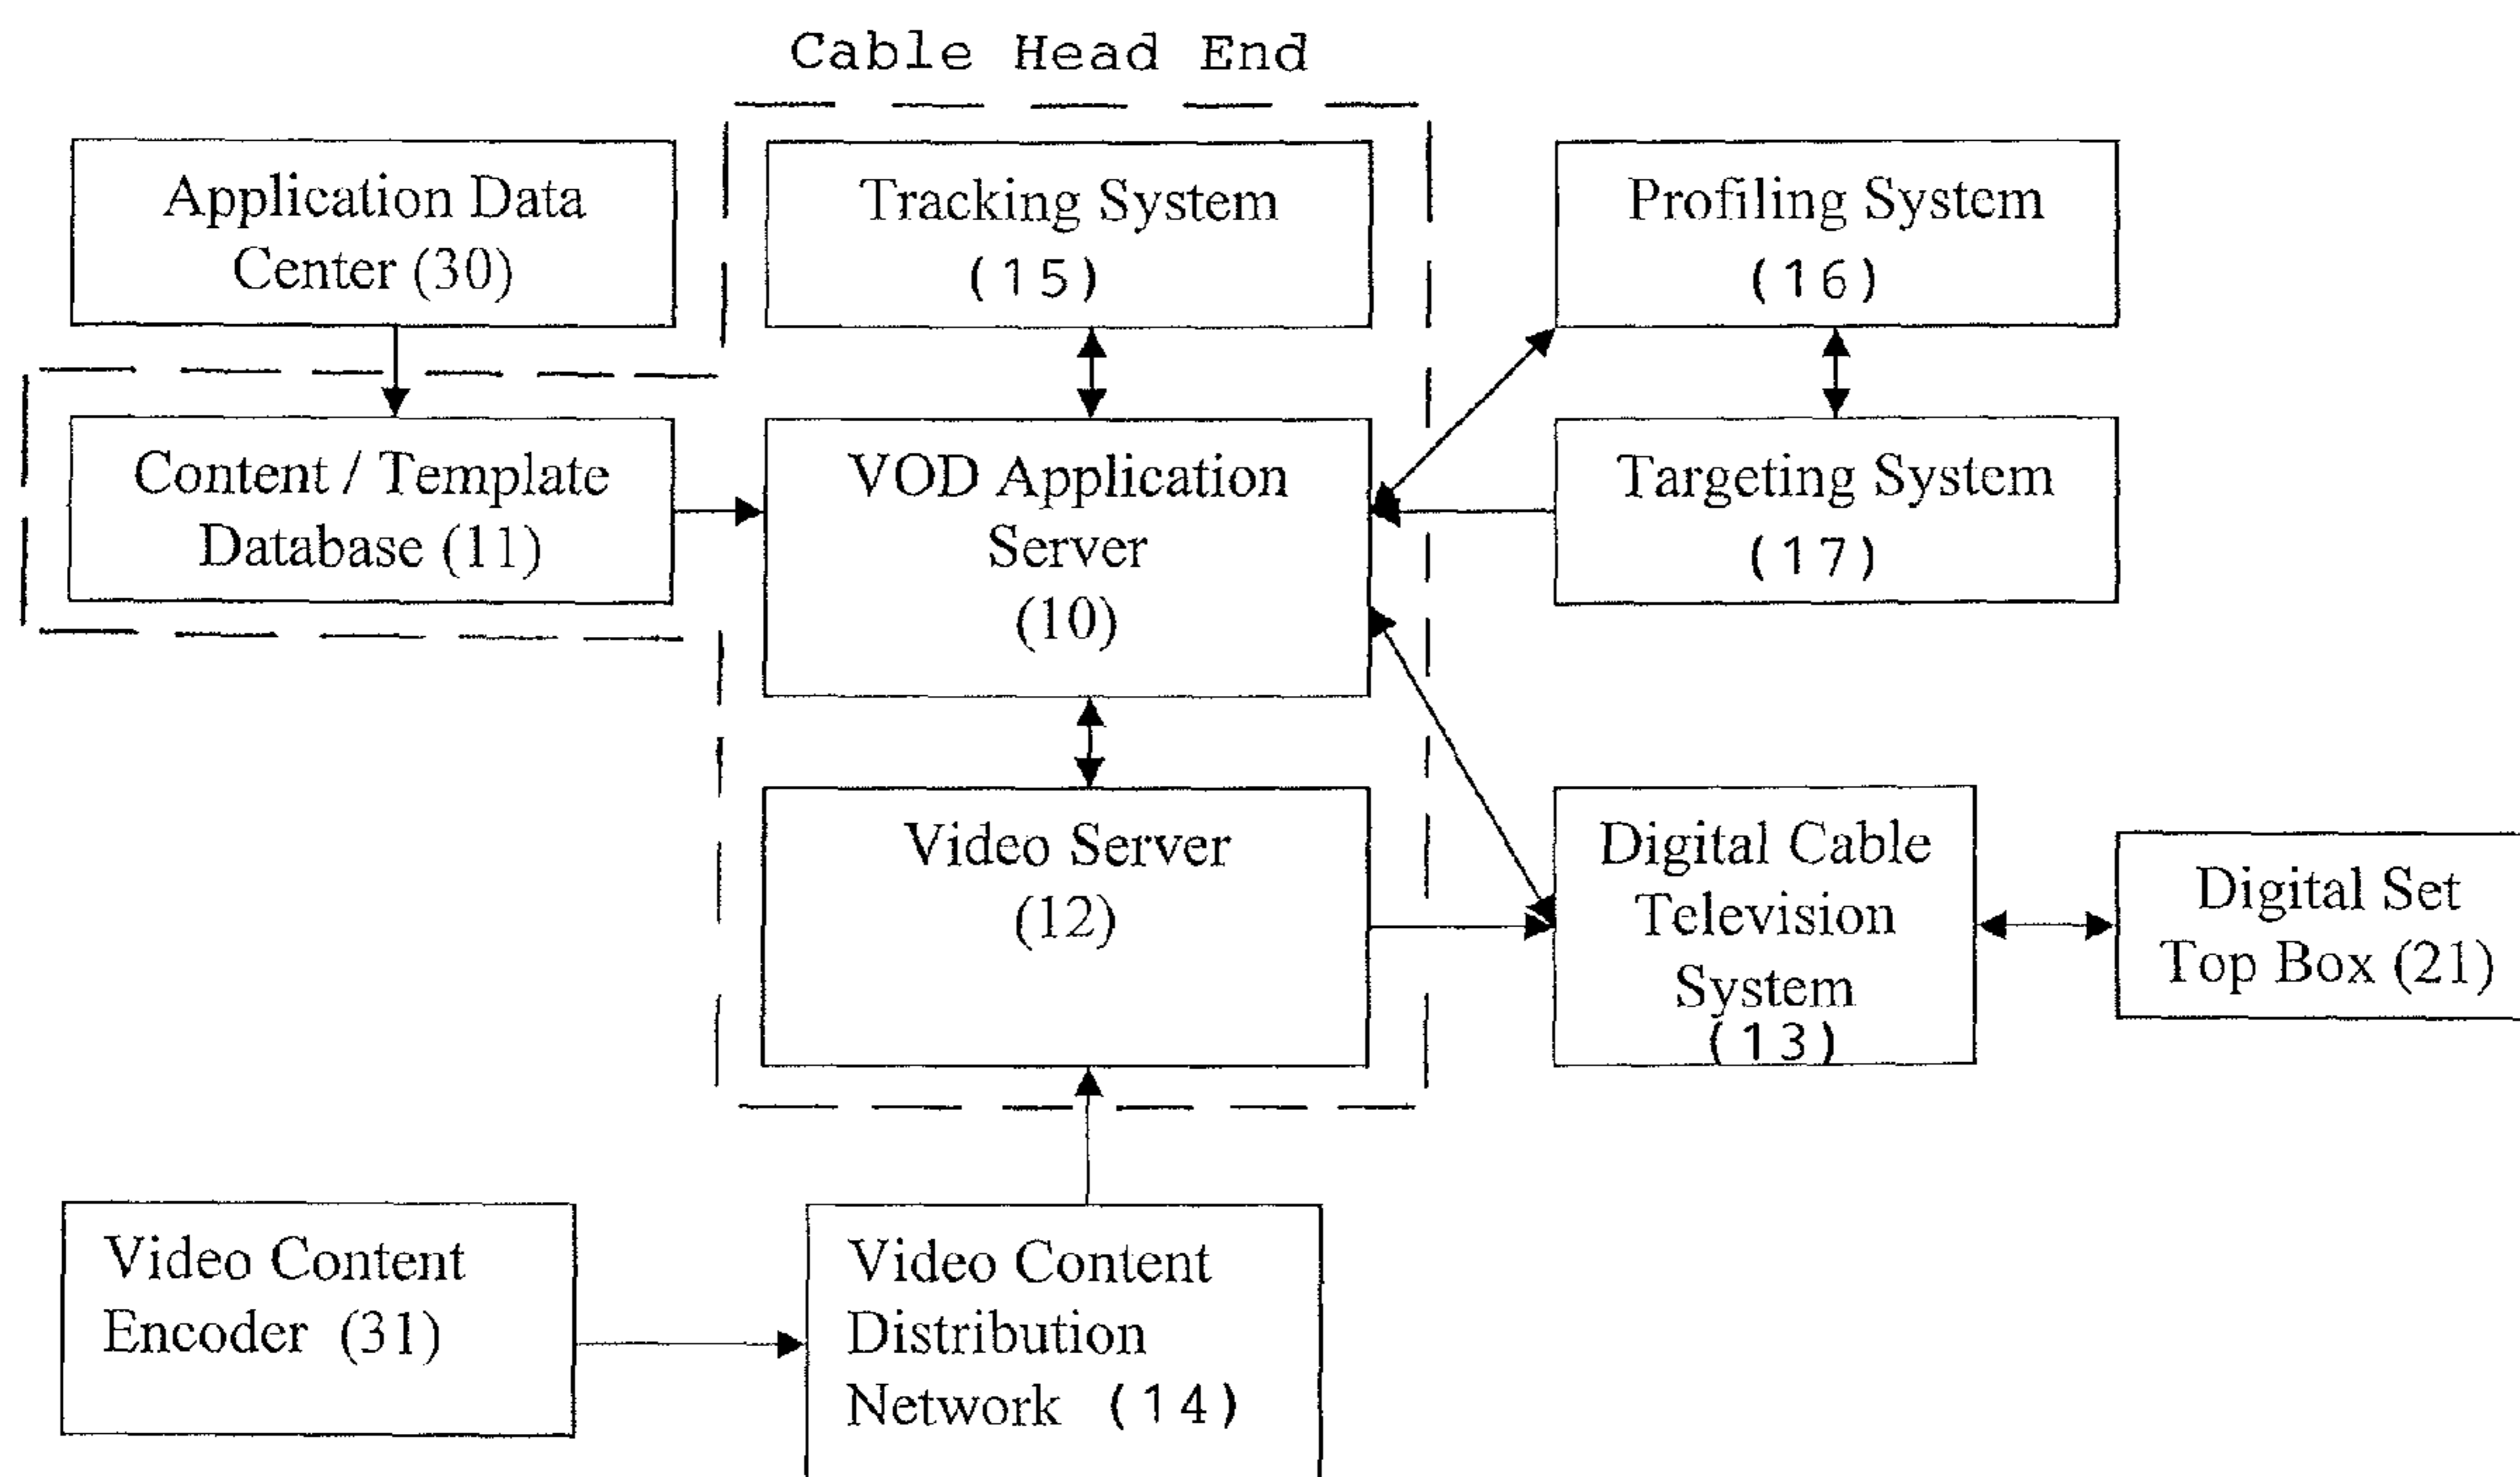 Cable Head End
Application Data
Center (30)
Tracking System
(15)
Profiling System
(16)
Content / Template
Database (11)
VOD Application
Server
(10)
Targeting System
(17)
Video Server
(12)
Digital Cable
Television
System
(13)
Digital Set
Top Box (21)
Video Content
Encoder (31)
Video Content
Distribution
Network (14)